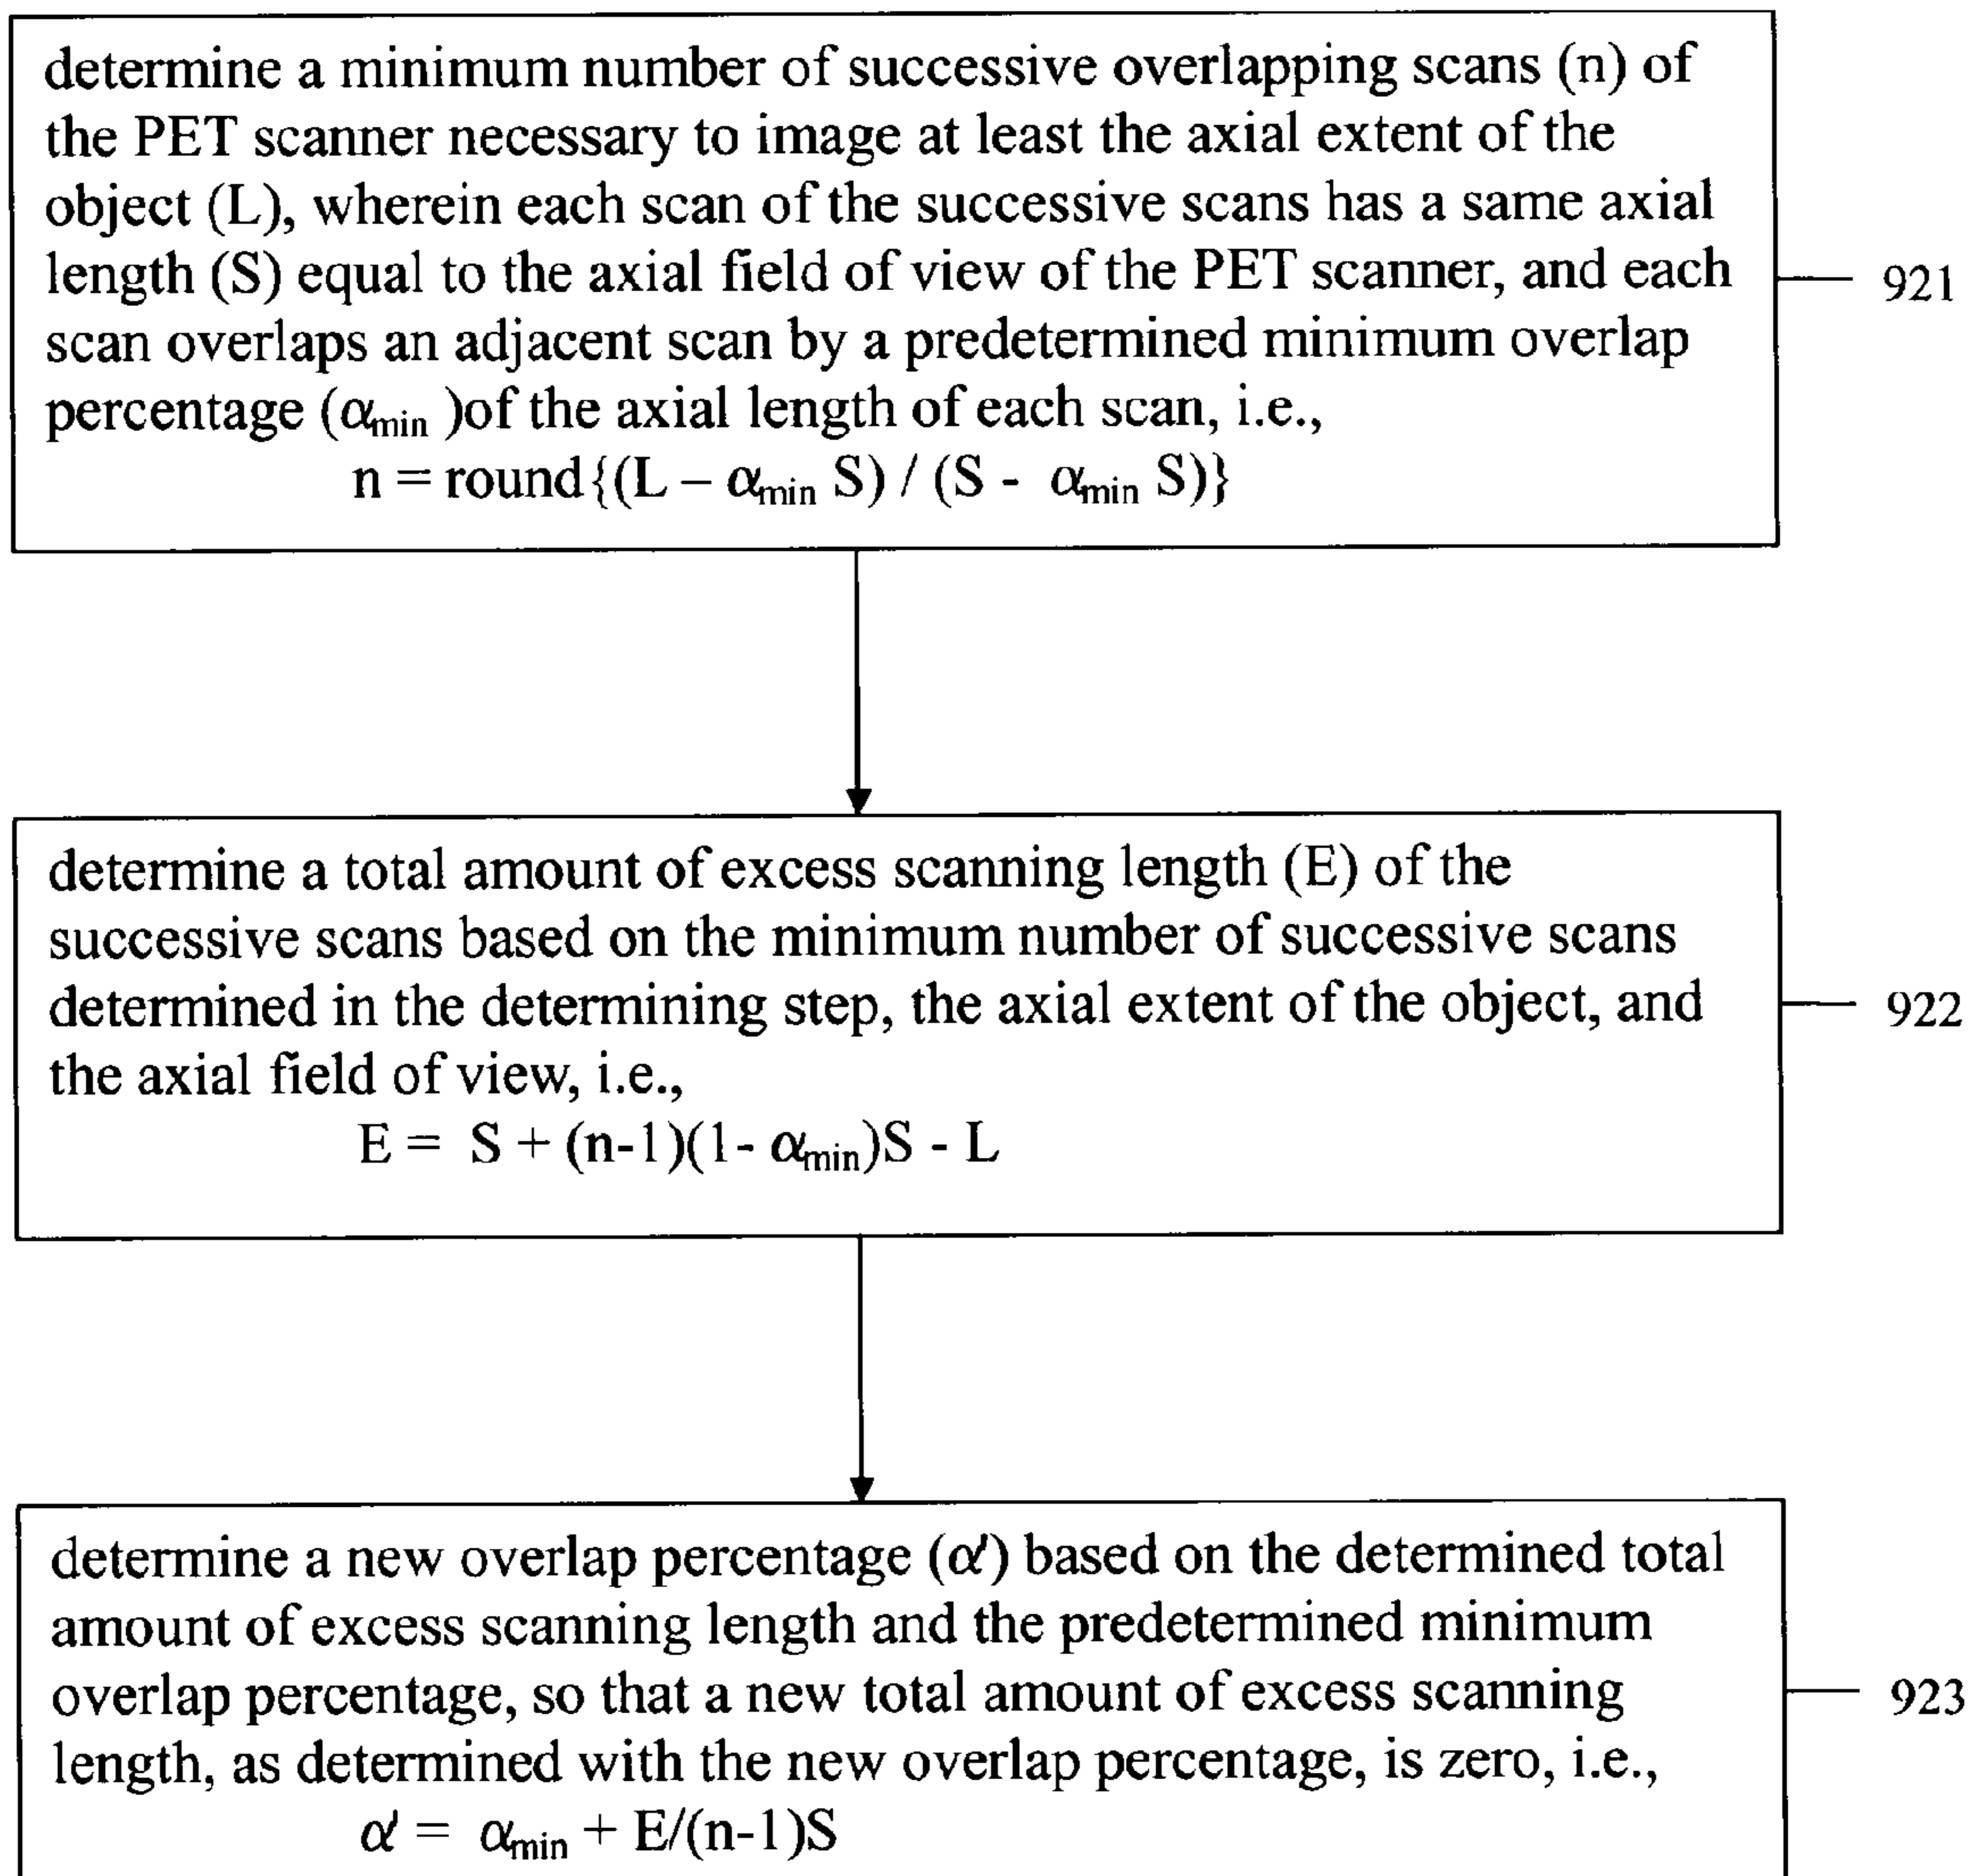 determine a minimum number of successive overlapping scans (n) of
the PET scanner necessary to image at least the axial extent of the
object (L), wherein each scan of the successive scans has a same axial
length (S) equal to the axial field of view of the PET scanner, and each
scan overlaps an adjacent scan by a predetermined minimum overlap
percentage (αmin )of the axial length of each scan, i.e.,
n = round{(L – αmin S) / (S - αmin S)}
921
determine a total amount of excess scanning length (E) of the
successive scans based on the minimum number of successive scans
determined in the determining step, the axial extent of the object, and
the axial field of view, i.e.,
E = S + (n-1)(1- αmin)S - L
922
determine a new overlap percentage (α') based on the determined total
amount of excess scanning length and the predetermined minimum
overlap percentage, so that a new total amount of excess scanning
length, as determined with the new overlap percentage, is zero, i.e.,
α' = αmin + E/(n-1)S
923